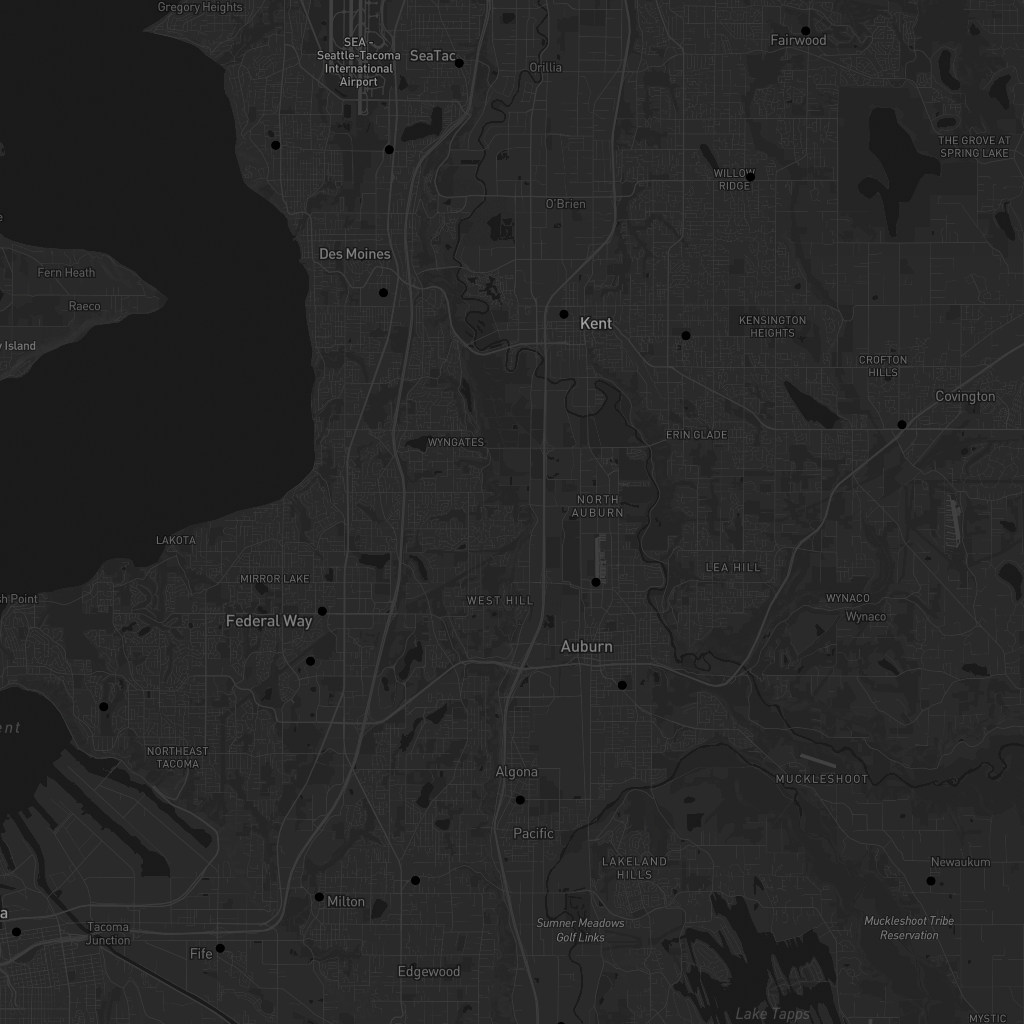 Gregory Heights
SEA -
Seattle-Tacoma
International
Airport
SeaTac
Orillia
Fairwood
THE GROVE AT
SPRING LAKE
WILLOW
RIDGE
O'Brien
Des Moines
Fern Heath
Raeco
Island
Kent
KENSINGTON
HEIGHTS
CROFTON
HILLS
Covington
WYNGATES
ERIN GLADE
NORTH
AUBURN
LAKOTA
MIRROR LAKE
LEA HILL
Point
WEST HILL
WYNACO
Wynaco
Federal Way
Auburn
NORTHEAST
TACOMA
Algona
MUCKLESHOOT
Pacific
LAKELAND
HILLS
Newaukum
Milton
Sumner Meadows
Golf Links
Muckleshoot Tribe
Reservation
Tacoma
Junction
Fife
Edgewood
Lake Tapps
MYSTIC